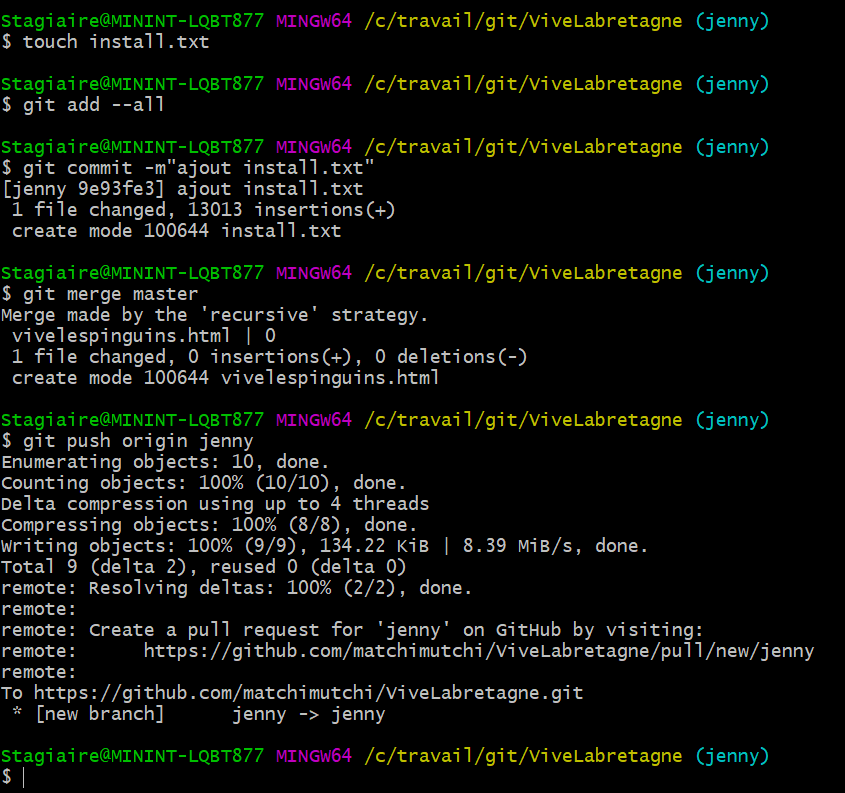 Stagiaire@MININT-LQBT877 MINGW64 /c/travail/git/ViveLabretagne (jenny)
$ touch install.txt
Stagiaire@MININT-LQBT877 MINGW64 /c/travail/git/ViveLabretagne (jenny)
$ git add --all
Stagiaire@MININT-LQBT877 MINGW64 /c/travail/git/ViveLabretagne (jenny)
$ git commit -m"ajout install.txt"
[jenny 9e93fe3] ajout install.txt
 1 file changed, 13013 insertions(+)
 create mode 100644 install.txt
Stagiaire@MININT-LQBT877 MINGW64 /c/travail/git/ViveLabretagne (jenny)
$ git merge master
Merge made by the 'recursive' strategy.
 vivelespinguins.html | 0
 1 file changed, 0 insertions(+), 0 deletions(-)
 create mode 100644 vivelespinguins.html
Stagiaire@MININT-LQBT877 MINGW64 /c/travail/git/ViveLabretagne (jenny)
$ git push origin jenny
Enumerating objects: 10, done.
Counting objects: 100% (10/10), done.
Delta compression using up to 4 threads
Compressing objects: 100% (8/8), done.
Writing objects: 100% (9/9), 134.22 KiB | 8.39 MiB/s, done.
Total 9 (delta 2), reused 0 (delta 0)
remote: Resolving deltas: 100% (2/2), done.
remote:
remote: Create a pull request for 'jenny' on GitHub by visiting:
remote:      https://github.com/matchimutchi/ViveLabretagne/pull/new/jenny
remote:
To https://github.com/matchimutchi/ViveLabretagne.git
 * [new branch]      jenny -> jenny
Stagiaire@MININT-LQBT877 MINGW64 /c/travail/git/ViveLabretagne (jenny)
$